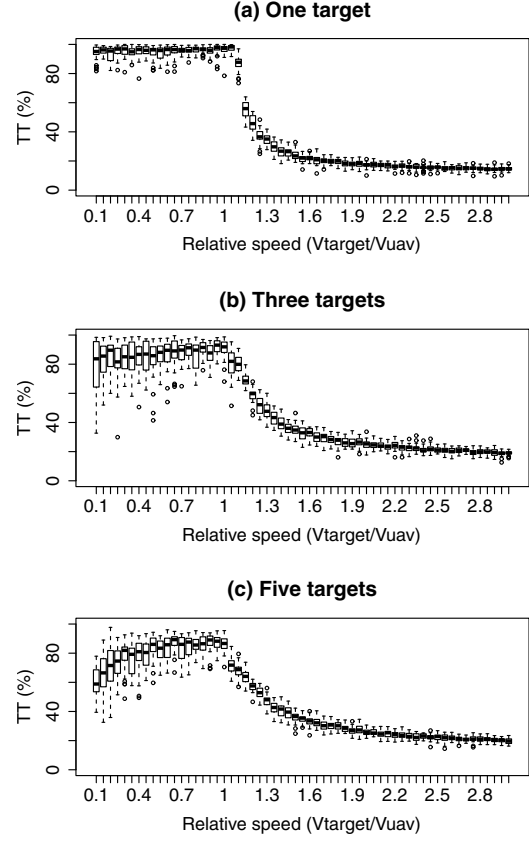 (a) One target
TT (%)
80
40
0
0.1 0.4 0.7 1 1.3 1.6 1.9 2.2 2.5 2.8
Relative speed (Vtarget/Vuav)
(b) Three targets
TT (%)
80
40
0
0.1 0.4 0.7 1 1.3 1.6 1.9 2.2 2.5 2.8
Relative speed (Vtarget/Vuav)
(c) Five targets
TT (%)
80
40
0
0.1 0.4 0.7 1 1.3 1.6 1.9 2.2 2.5 2.8
Relative speed (Vtarget/Vuav)